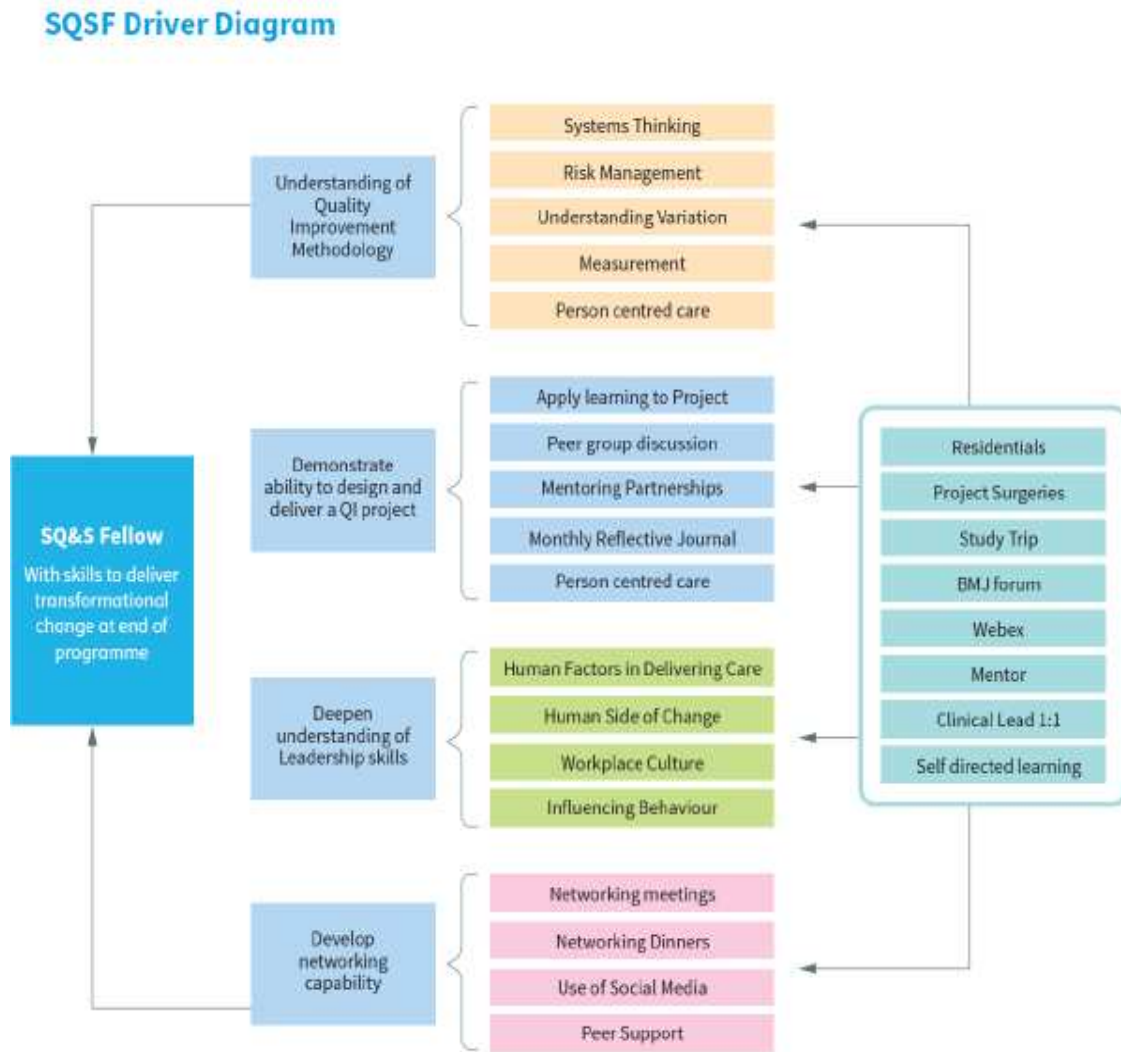 SQSF Driver Diagram
Understanding of
Quality
Improvement
Methodology
Systems Thinking
Risk Management
Understanding Variation
Measurement
Person centred care
Demonstrate
ability to design and
deliver a QI project
Apply learning to Project
Peer group discussion
Mentoring Partnerships
Monthly Reflective Journal
Person centred care
SQ&S Fellow
With skills to deliver
transformational
change at end of
programme
Deepen
understanding of
Leadership skills
Human Factors in Delivering Care
Human Side of Change
Workplace Culture
Influencing Behaviour
Develop
networking
capability
Networking meetings
Networking Dinners
Use of Social Media
Peer Support
Residentials
Project Surgeries
Study Trip
BMJ forum
Webex
Mentor
Clinical Lead 1:1
Self directed learning